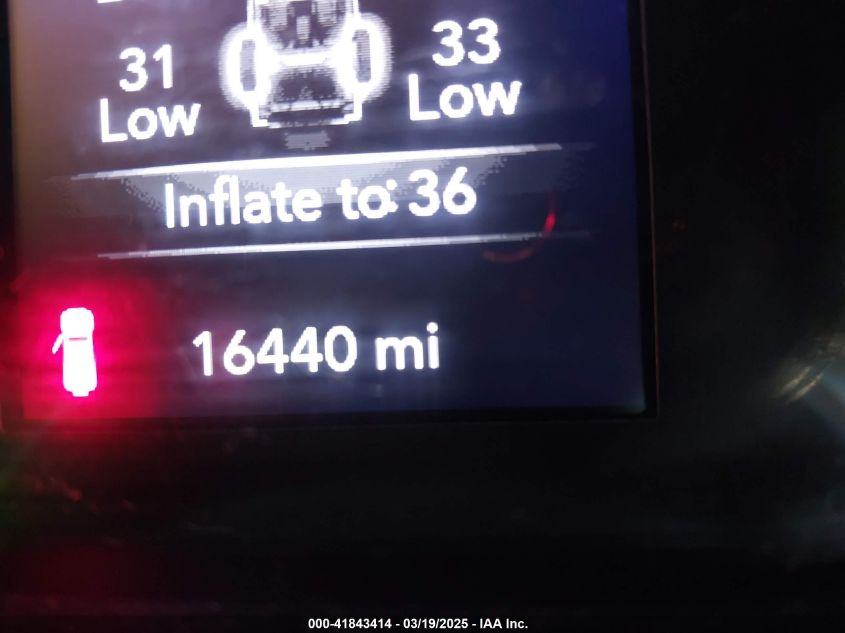 31
33
Low
Low
Inflate to: 36
16440 mi
000-41843414 - 03/19/2025 - IAA Inc.